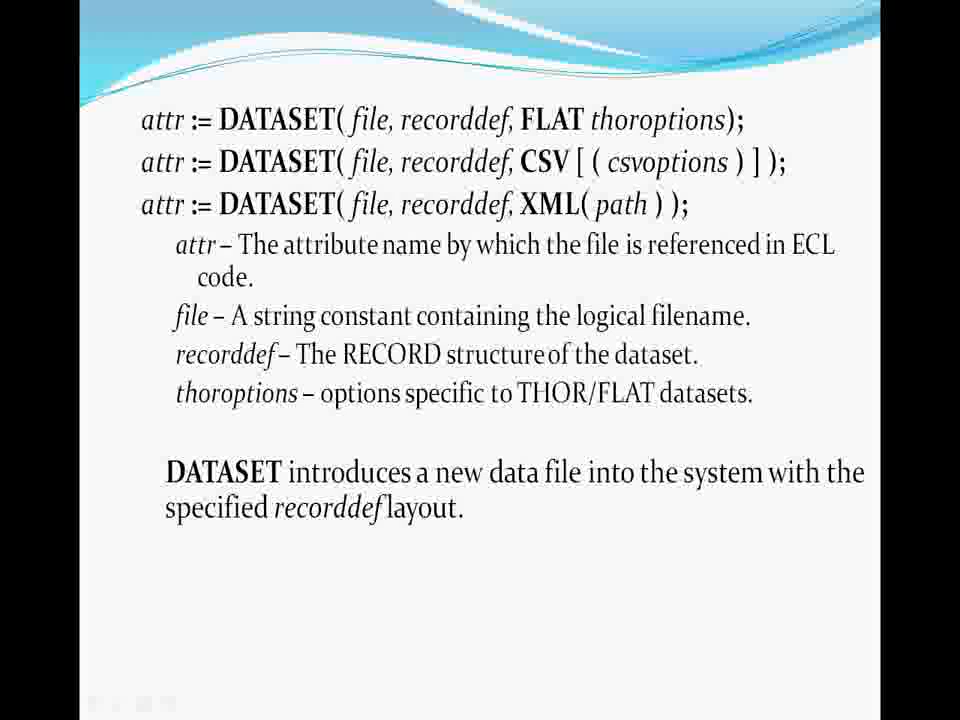 attr := DATASET( file, recorddef, FLAT thoroptions);
attr := DATASET( file, recorddef, CSV [ ( csvoptions ) ] );
attr := DATASET( file, recorddef, XML( path ) );
attr – The attribute name by which the file is referenced in ECL
code.
file – A string constant containing the logical filename.
recorddef – The RECORD structure of the dataset.
thoroptions – options specific to THOR/FLAT datasets.
DATASET introduces a new data file into the system with the
specified recorddef layout.